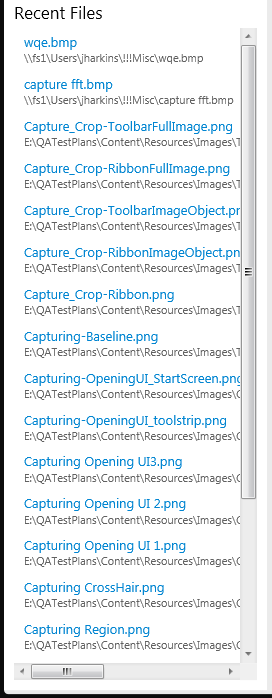 Recent Files
wqe.bmp
\\fs1\Users\jharkins\!!!Misc\wqe.bmp
capture fft.bmp
\\fs1\Users\jharkins\!!!Misc\capture fft.bmp
Capture_Crop-ToolbarFullImage.png
E:\QATestPlans\Content\Resources\Images\T
Capture_Crop-RibbonFullImage.png
E:\QATestPlans\Content\Resources\Images\T
Capture_Crop-ToolbarImageObject.pr
E:\QATestPlans\Content\Resources\Images\T
Capture_Crop-RibbonImageObject.pn
E:\QATestPlans\Content\Resources\Images\T
Capture_Crop-Ribbon.png
E:\QATestPlans\Content\Resources\Images\T
Capturing-Baseline.png
E:\QATestPlans\Content\Resources\Images\T
Capturing-OpeningUI_StartScreen.png
E:\QATestPlans\Content\Resources\Images\C
Capturing-OpeningUI_toolstrip.png
E:\QATestPlans\Content\Resources\Images\C
Capturing Opening UI3.png
E:\QATestPlans\Content\Resources\Images\C
Capturing Opening UI 2.png
E:\QATestPlans\Content\Resources\Images\C
Capturing Opening UI 1.png
E:\QATestPlans\Content\Resources\Images\C
Capturing CrossHair.png
E:\QATestPlans\Content\Resources\Images\C
Capturing Region.png
E:\QATestPlans\Content\Resources\Images\C